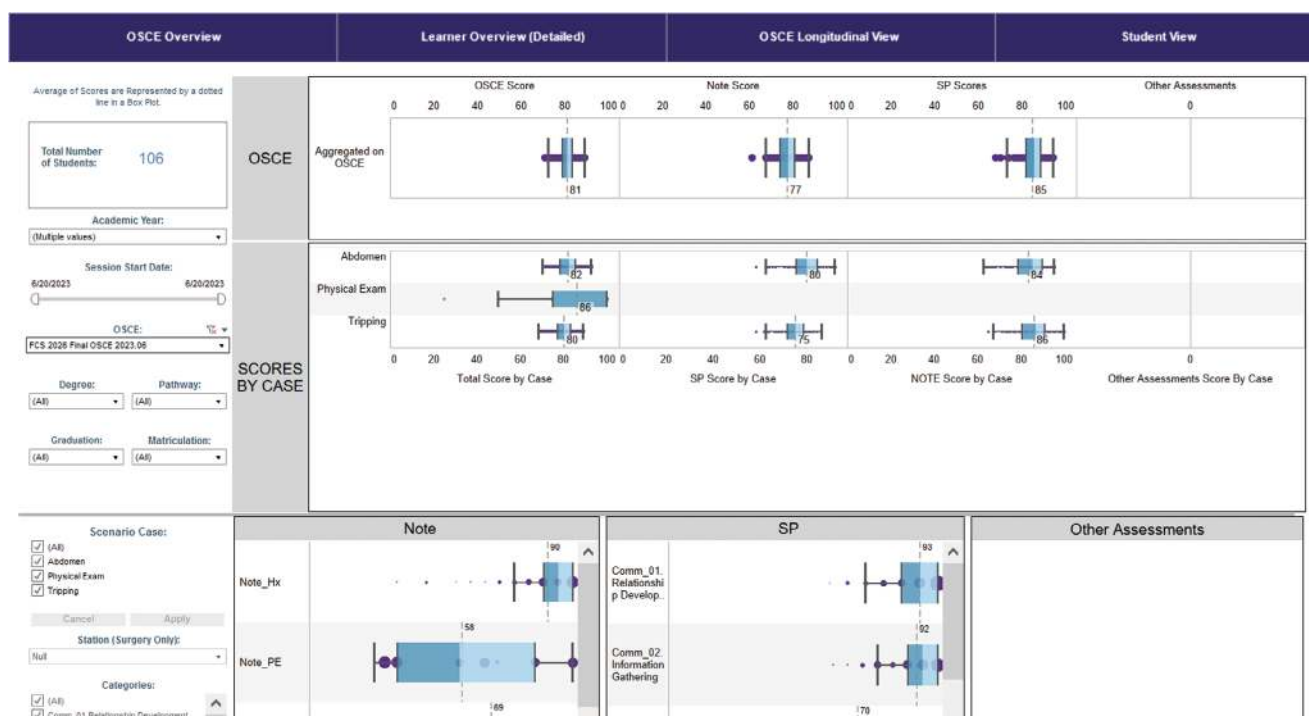 OSCE Overview
Learner Overview (Detailed)
OSCE Longitudinal View
Student View
Average of Scores are Represented by a dotted
line in a Box Plot.
Total Number
of Students:
106
Academic Year:
(Multiple values)
Session Start Date:
6/20/2023 6/20/2023
OSCE:
FCS 2026 Final OSCE 2023.06
Degree: Pathway:
(All) (All)
Graduation: Matriculation:
(All) (All)
OSCE
OSCE Score Note Score SP Scores Other Assessments
0 20 40 60 80 100 0 20 40 60 80 100 0 20 40 60 80 100 0
Aggregated on
OSCE
81 77 85
SCORES
BY CASE
Abdomen
82 80 84
Physical Exam
86
Tripping
80 75 86
0 20 40 60 80 100 0 20 40 60 80 100 0 20 40 60 80 100 0
Total Score by Case SP Score by Case NOTE Score by Case Other Assessments Score By Case
Scenario Case:
(All)
Abdomen
Physical Exam
Tripping
Cancel Apply
Station (Surgery Only):
Null
Categories:
(All)
Comm_01.Relationship Development
Note
90
Note_Hx
58
Note_PE
69
SP
93
Comm_01.
Relationshi
p Develop..
92
Comm_02.
Information
Gathering
70
Other Assessments